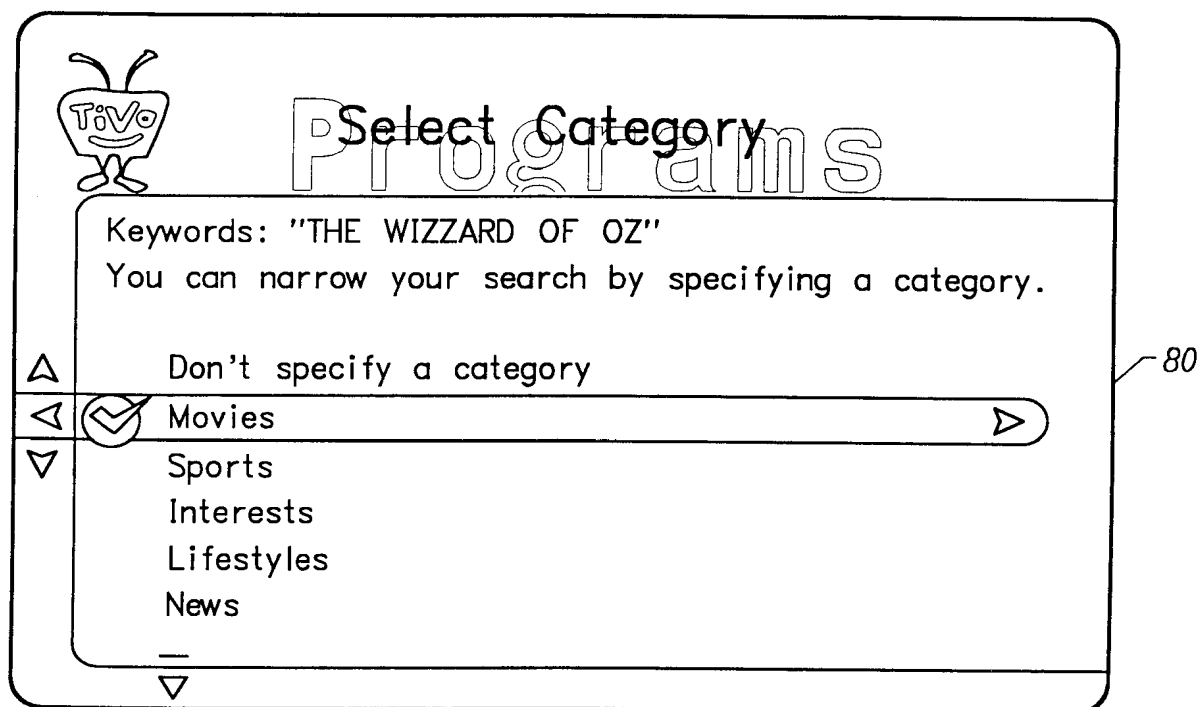 TiVo
Programs
Select Category
Keywords: "THE WIZZARD OF OZ"
You can narrow your search by specifying a category.
Don't specify a category
Movies
80
Sports
Interests
Lifestyles
News